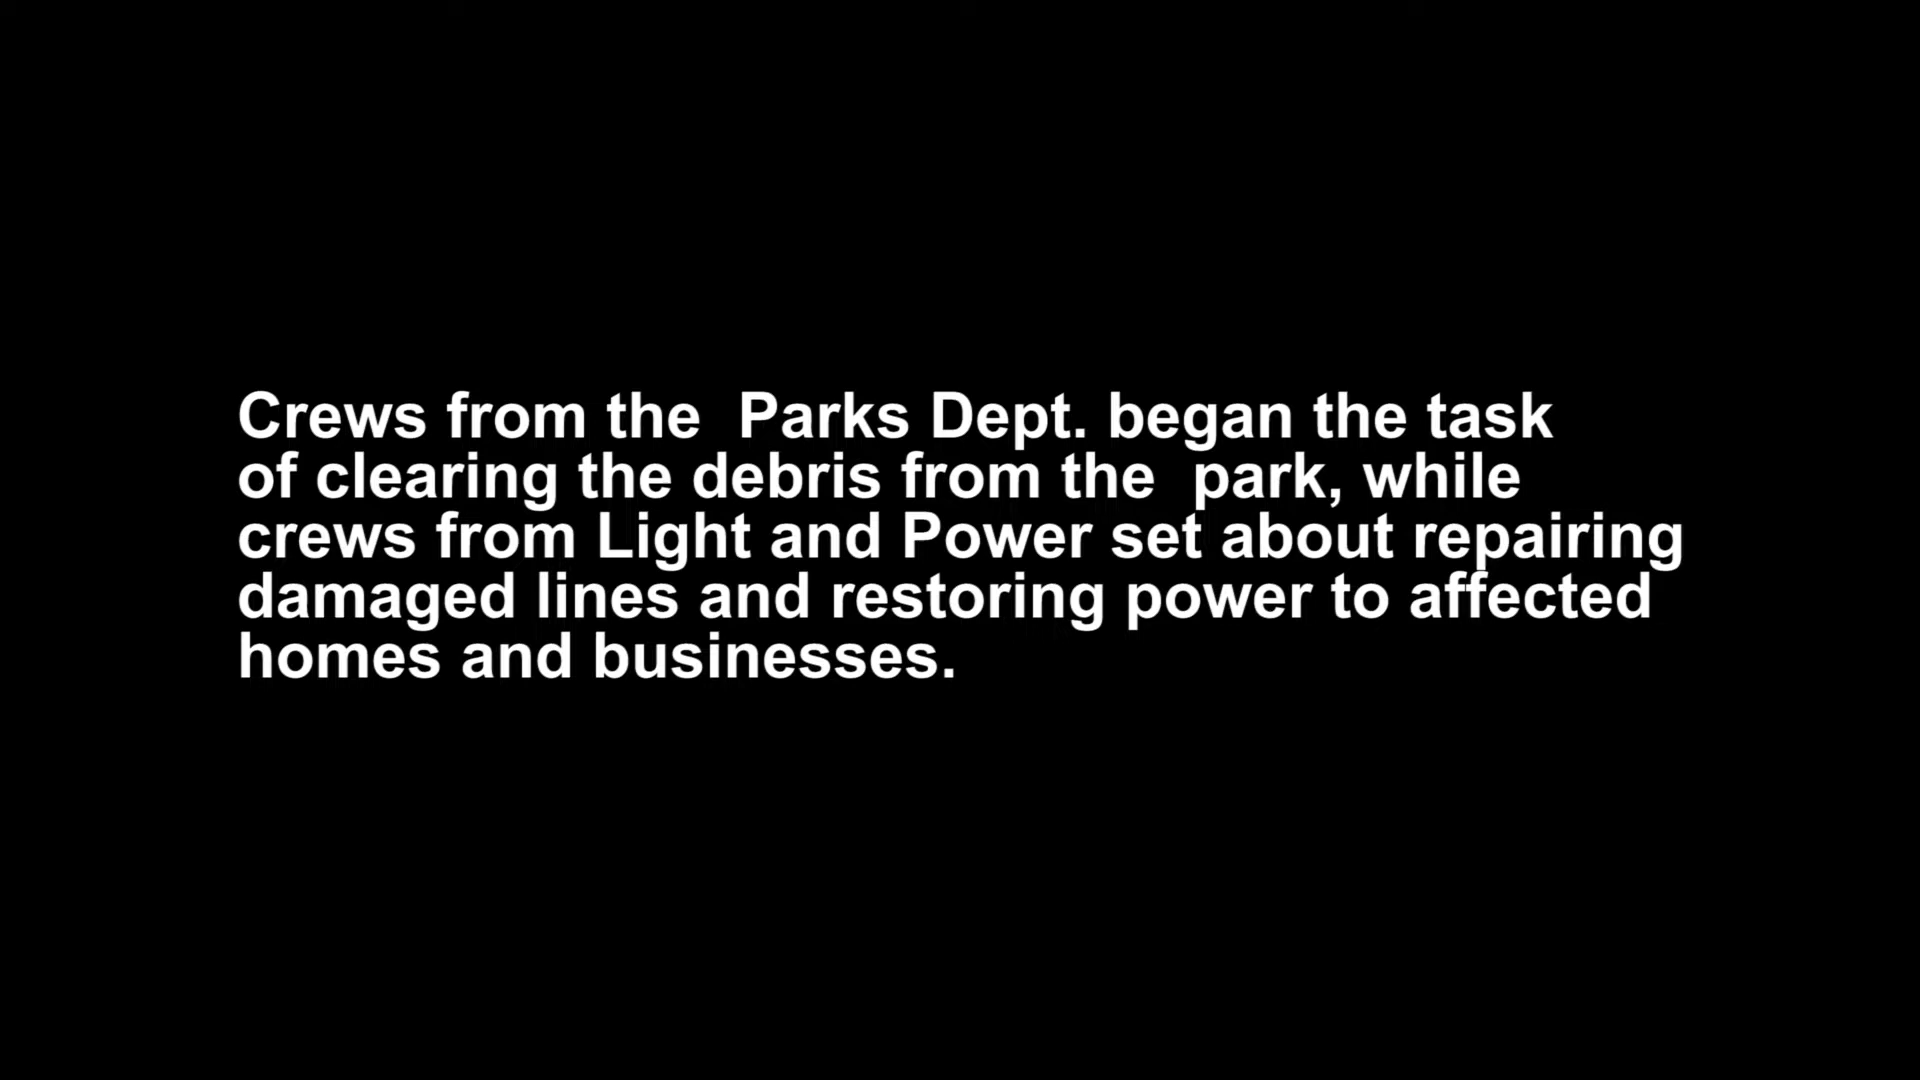 Crews from the  Parks Dept. began the task
of clearing the debris from the  park, while
crews from Light and Power set about repairing
damaged lines and restoring power to affected
homes and businesses.